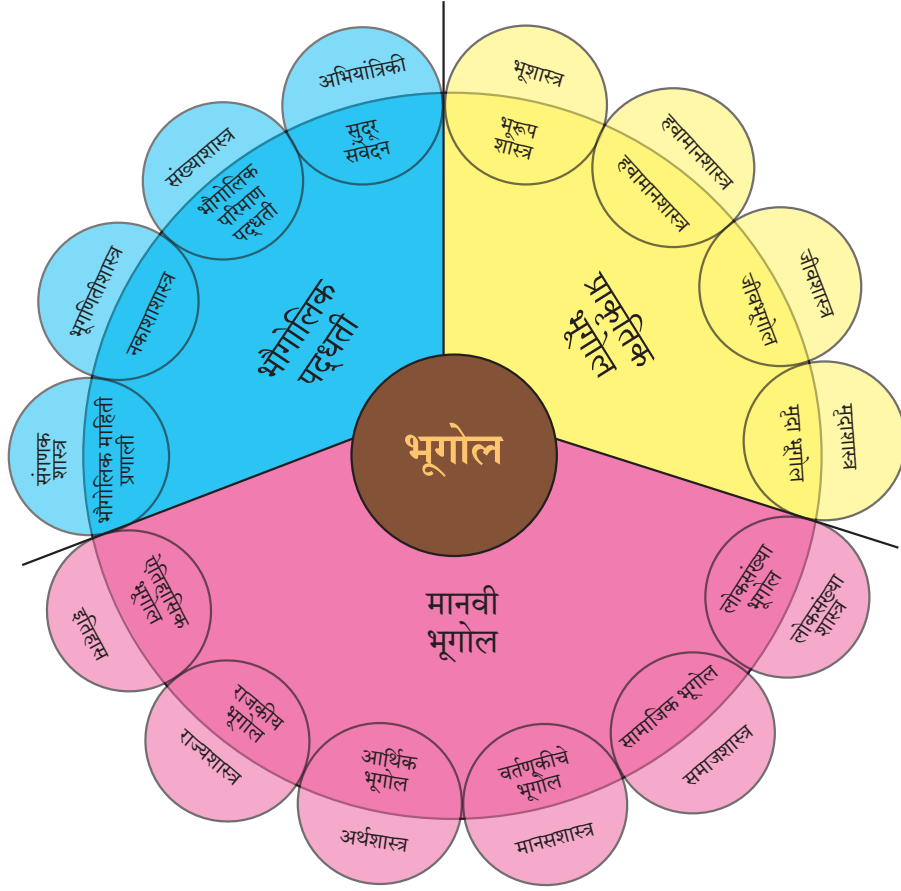 अभियांत्रिकी
सुदूर
संवेदन
संख्याशास्त्र
भौगोलिक
परिमाण
पद्धती
भूगणितीशास्त्र
नकाशाशास्त्र
संगणक
शास्त्र
भौगोलिक माहिती
प्रणाली
भौगोलिक
पद्धती
भूशास्त्र
भूरूप
शास्त्र
हवामानशास्त्र
हवामानशास्त्र
जीवशास्त्र
जीवभूगोल
मृदाशास्त्र
मृदा भूगोल
प्राकृतिक
भूगोल
भूगोल
मानवी
भूगोल
लोकसंख्या
भूगोल
लोकसंख्या
शास्त्र
सामाजिक भूगोल
समाजशास्त्र
वर्तणूकीचे
भूगोल
मानसशास्त्र
आर्थिक
भूगोल
अर्थशास्त्र
राजकीय
भूगोल
राज्यशास्त्र
ऐतिहासिक
भूगोल
इतिहास